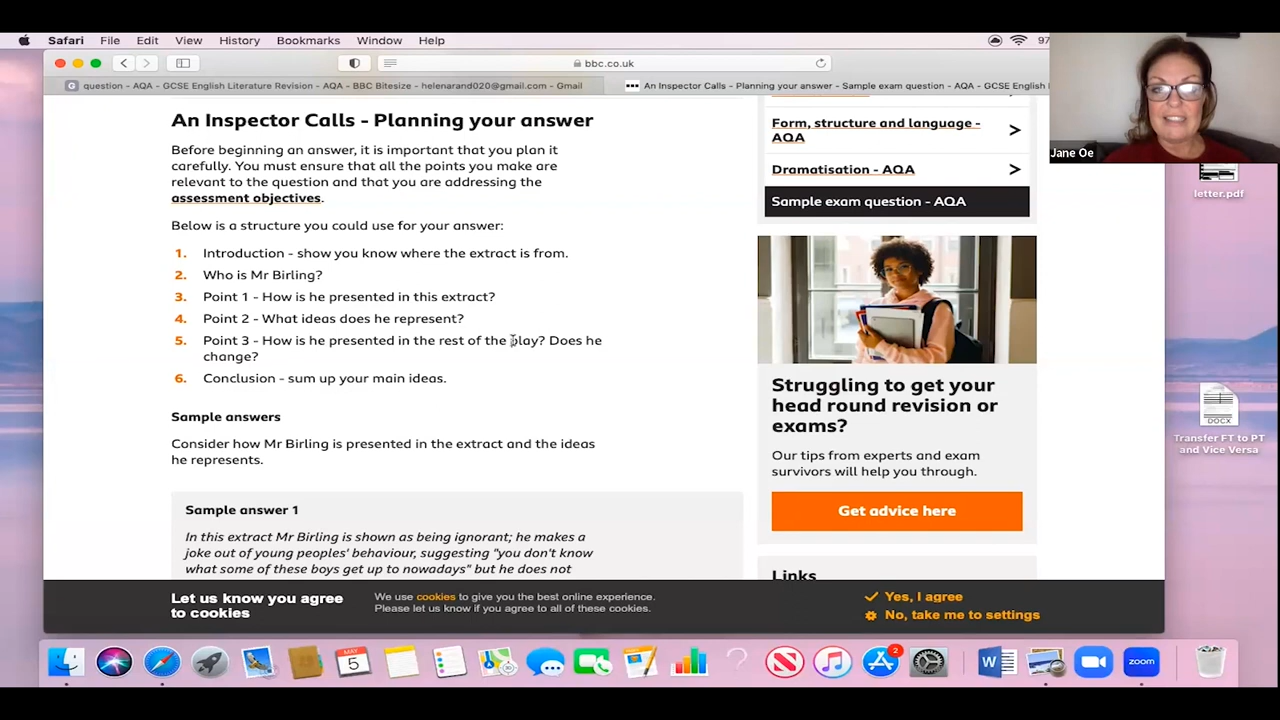 Safari File Edit View History Bookmarks Window Help
97
bbc.co.uk
question - AQA - GCSE English Literature Revision - AQA - BBC Bitesize - helenarand020@gmail.com - Gmail
An Inspector Calls - Planning your answer - Sample exam question - AQA - GCSE English
Jane Oe
An Inspector Calls - Planning your answer
Before beginning an answer, it is important that you plan it
carefully. You must ensure that all the points you make are
relevant to the question and that you are addressing the
assessment objectives.
Below is a structure you could use for your answer:
1. Introduction - show you know where the extract is from.
2. Who is Mr Birling?
3. Point 1 - How is he presented in this extract?
4. Point 2 - What ideas does he represent?
5. Point 3 - How is he presented in the rest of the play? Does he
change?
6. Conclusion - sum up your main ideas.
Sample answers
Consider how Mr Birling is presented in the extract and the ideas
he represents.
Sample answer 1
In this extract Mr Birling is shown as being ignorant; he makes a
joke out of young peoples' behaviour, suggesting "you don't know
what some of these boys get up to nowadays" but he does not
Form, structure and language -
AQA
Dramatisation - AQA
Sample exam question - AQA
Struggling to get your
head round revision or
exams?
Our tips from experts and exam
survivors will help you through.
Get advice here
Links
letter.pdf
DOCX
Transfer FT to PT
and Vice Versa
Let us know you agree
to cookies
We use cookies to give you the best online experience.
Please let us know if you agree to all of these cookies.
Yes, I agree
No, take me to settings
MAY
5
2
W
zoom